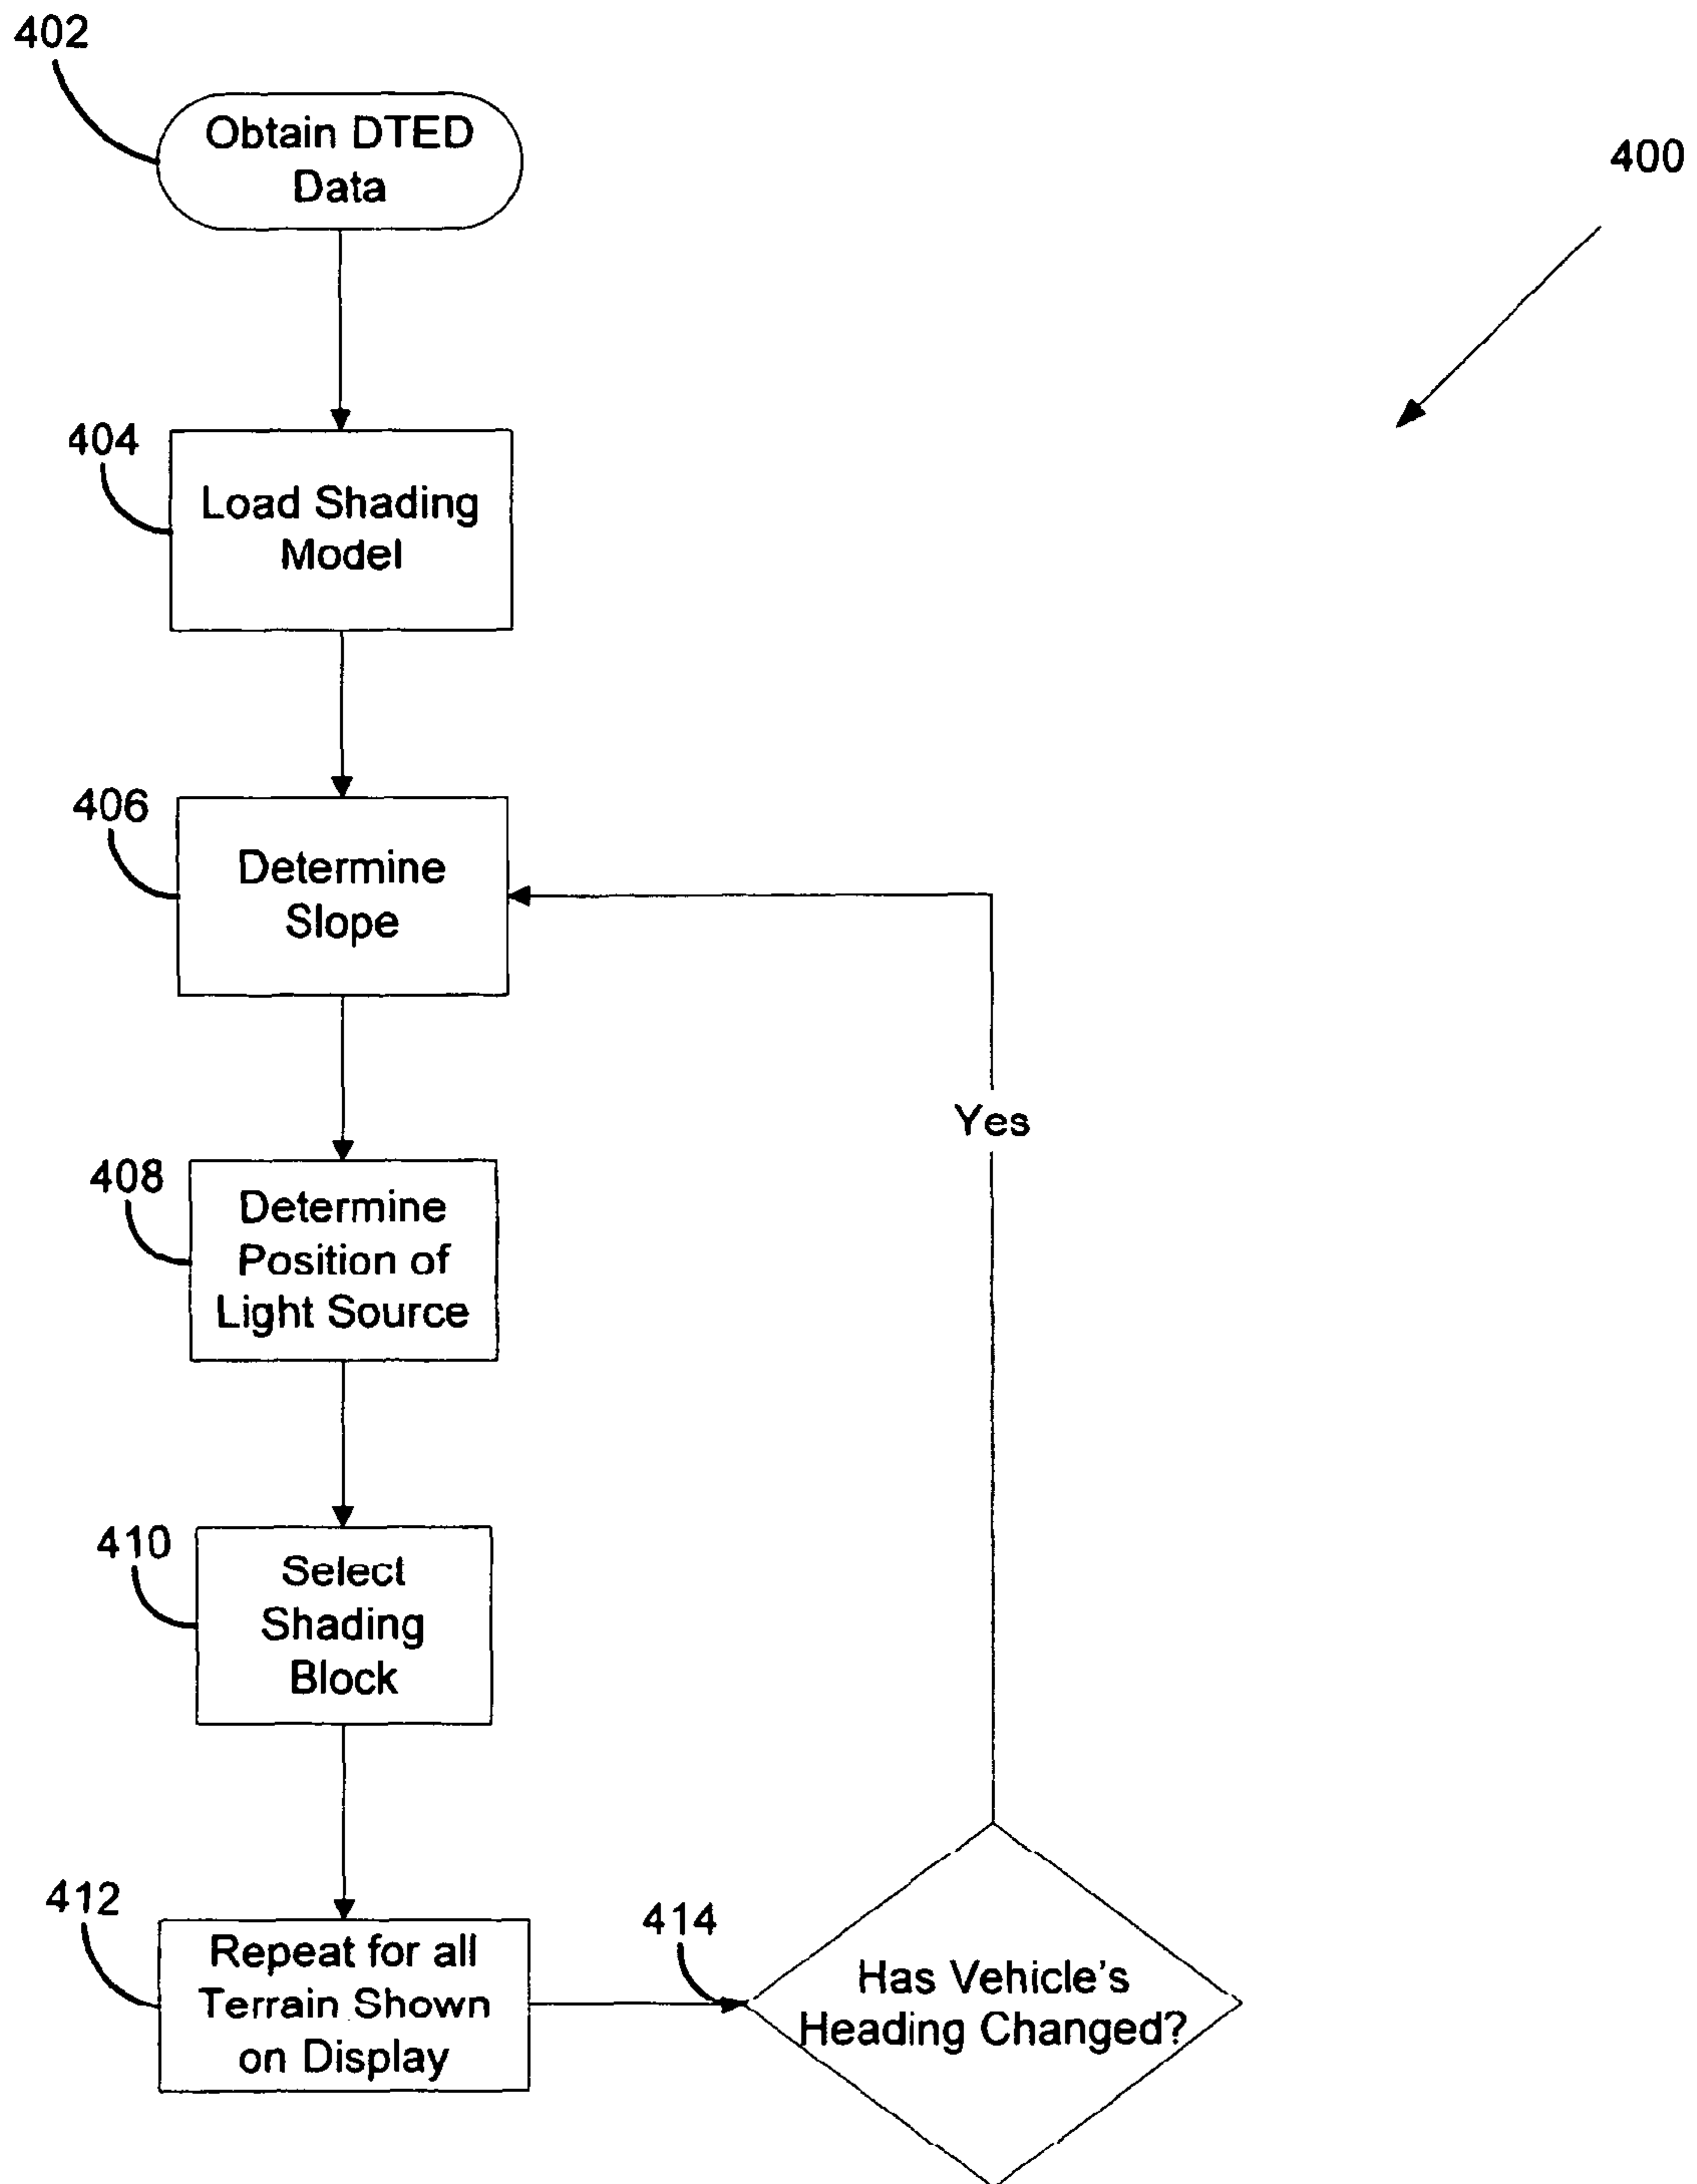 402
Obtain DTED
Data
400
404
Load Shading
Model
406
Determine
Slope
Yes
408
Determine
Position of
Light Source
410
Select
Shading
Block
412
Repeat for all
Terrain Shown
on Display
414
Has Vehicle's
Heading Changed?